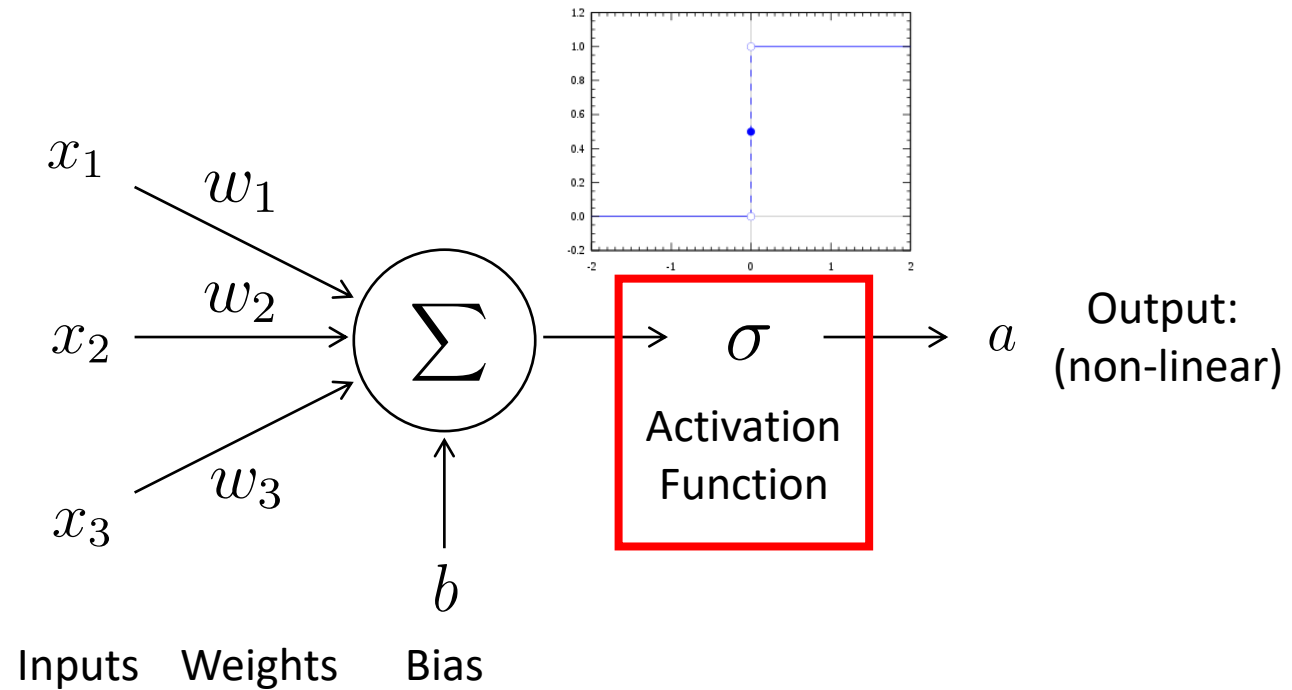 1.2
1.0
0.8
0.6
0.4
0.2
0.0
-0.2
-2 -1 0 1 2
x₁
w₁
x₂
w₂
x₃
w₃
∑
b
σ
Activation
Function
a
Output:
(non-linear)
Inputs Weights Bias